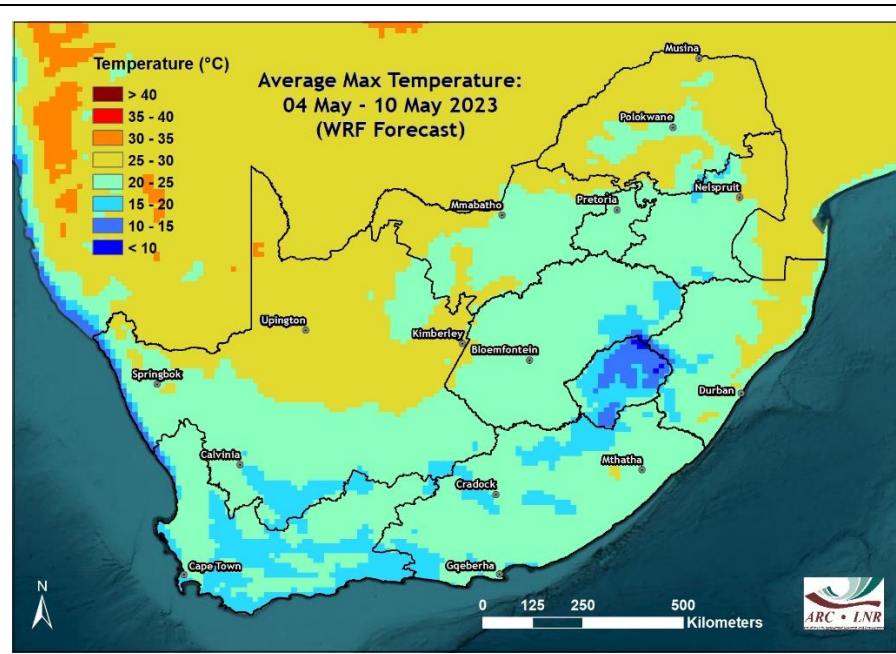 Temperature (°C)
> 40
35 - 40
30 - 35
25 - 30
20 - 25
15 - 20
10 - 15
< 10
Average Max Temperature:
04 May - 10 May 2023
(WRF Forecast)
Musina
Polokwane
Nelspruit
Pretoria
Mmabatho
Upington
Kimberley
Bloemfontein
Springbok
Durban
Calvinia
Mthatha
Cradock
Cape Town
Gqeberha
N
0 125 250 500
Kilometers
ARC • LNR